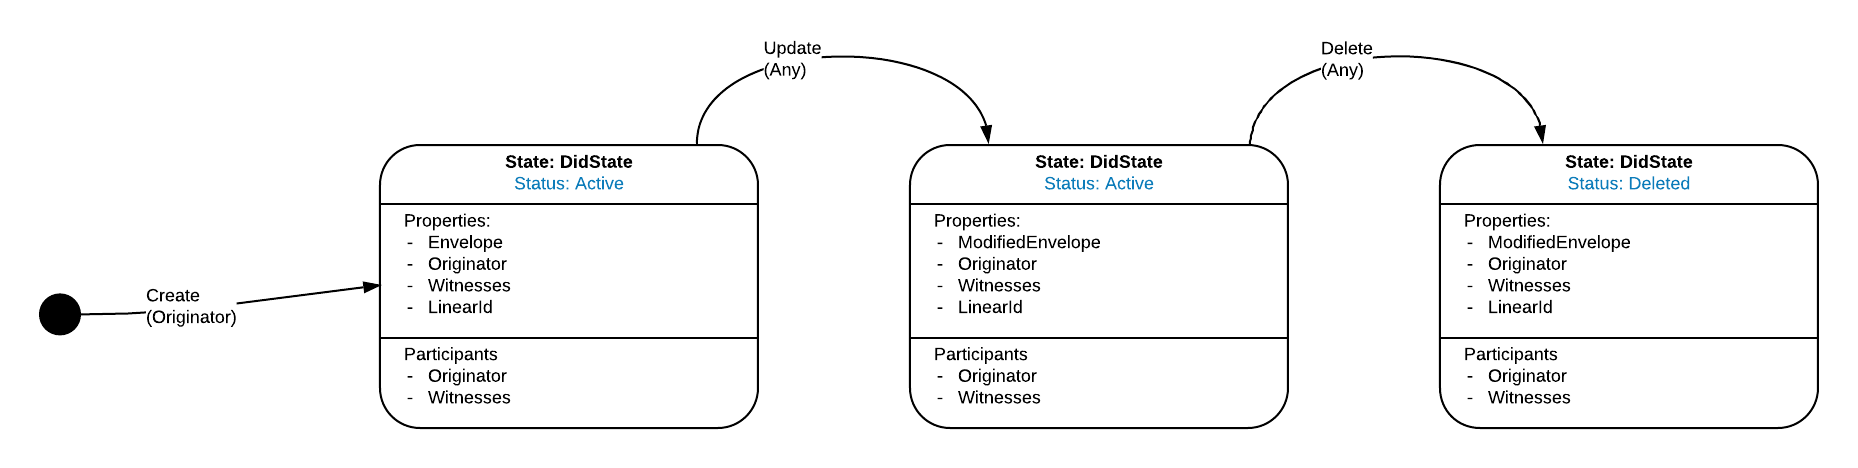 Create
(Originator)
State: DidState
Status: Active
Properties:
- Envelope
- Originator
- Witnesses
- LinearId
Participants
- Originator
- Witnesses
Update
(Any)
State: DidState
Status: Active
Properties:
- ModifiedEnvelope
- Originator
- Witnesses
- LinearId
Participants
- Originator
- Witnesses
Delete
(Any)
State: DidState
Status: Deleted
Properties:
- ModifiedEnvelope
- Originator
- Witnesses
- LinearId
Participants
- Originator
- Witnesses